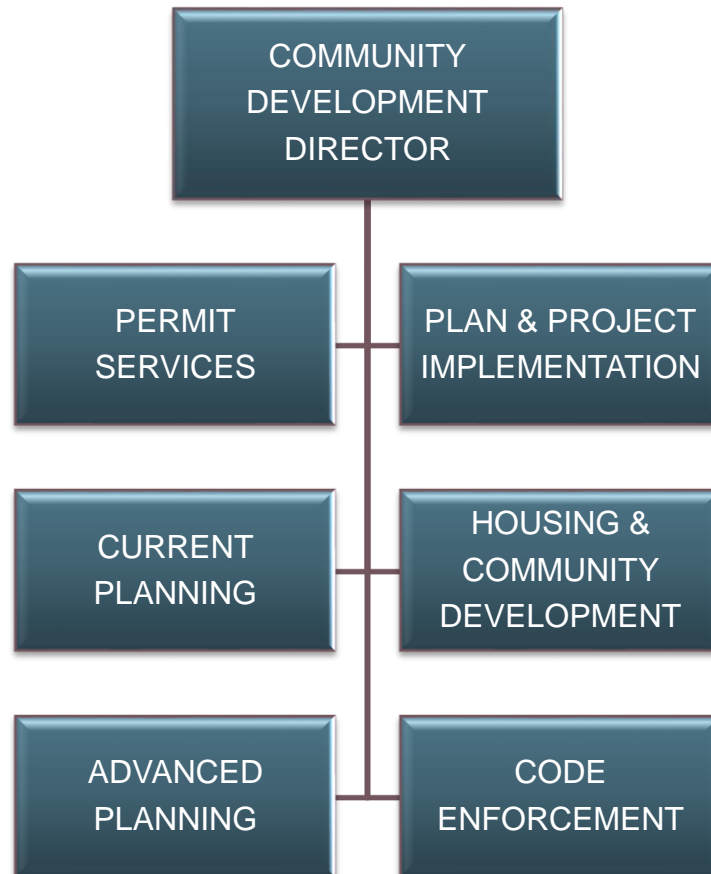 COMMUNITY
DEVELOPMENT
DIRECTOR
PERMIT
SERVICES
PLAN & PROJECT
IMPLEMENTATION
CURRENT
PLANNING
HOUSING &
COMMUNITY
DEVELOPMENT
ADVANCED
PLANNING
CODE
ENFORCEMENT